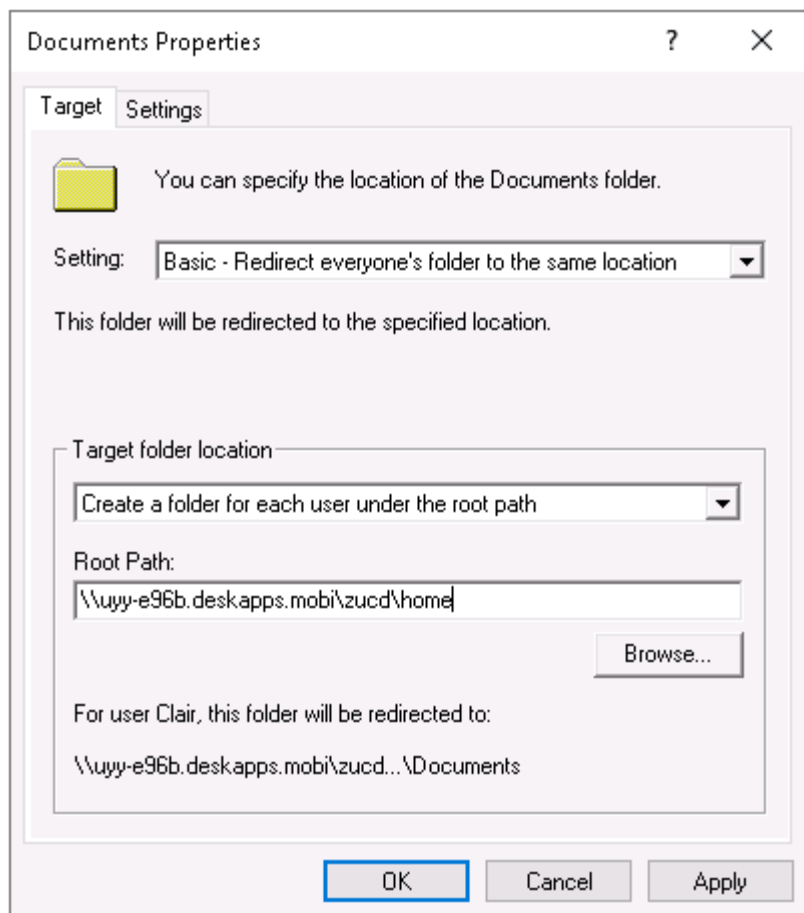 Documents Properties
?
Target
Settings
You can specify the location of the Documents folder.
Setting:
Basic - Redirect everyone's folder to the same location
This folder will be redirected to the specified location.
Target folder location
Create a folder for each user under the root path
Root Path:
\\uyy-e96b.deskapps.mobi\zucd\home
Browse...
For user Clair, this folder will be redirected to:
\\uyy-e96b.deskapps.mobi\zucd...\Documents
OK
Cancel
Apply